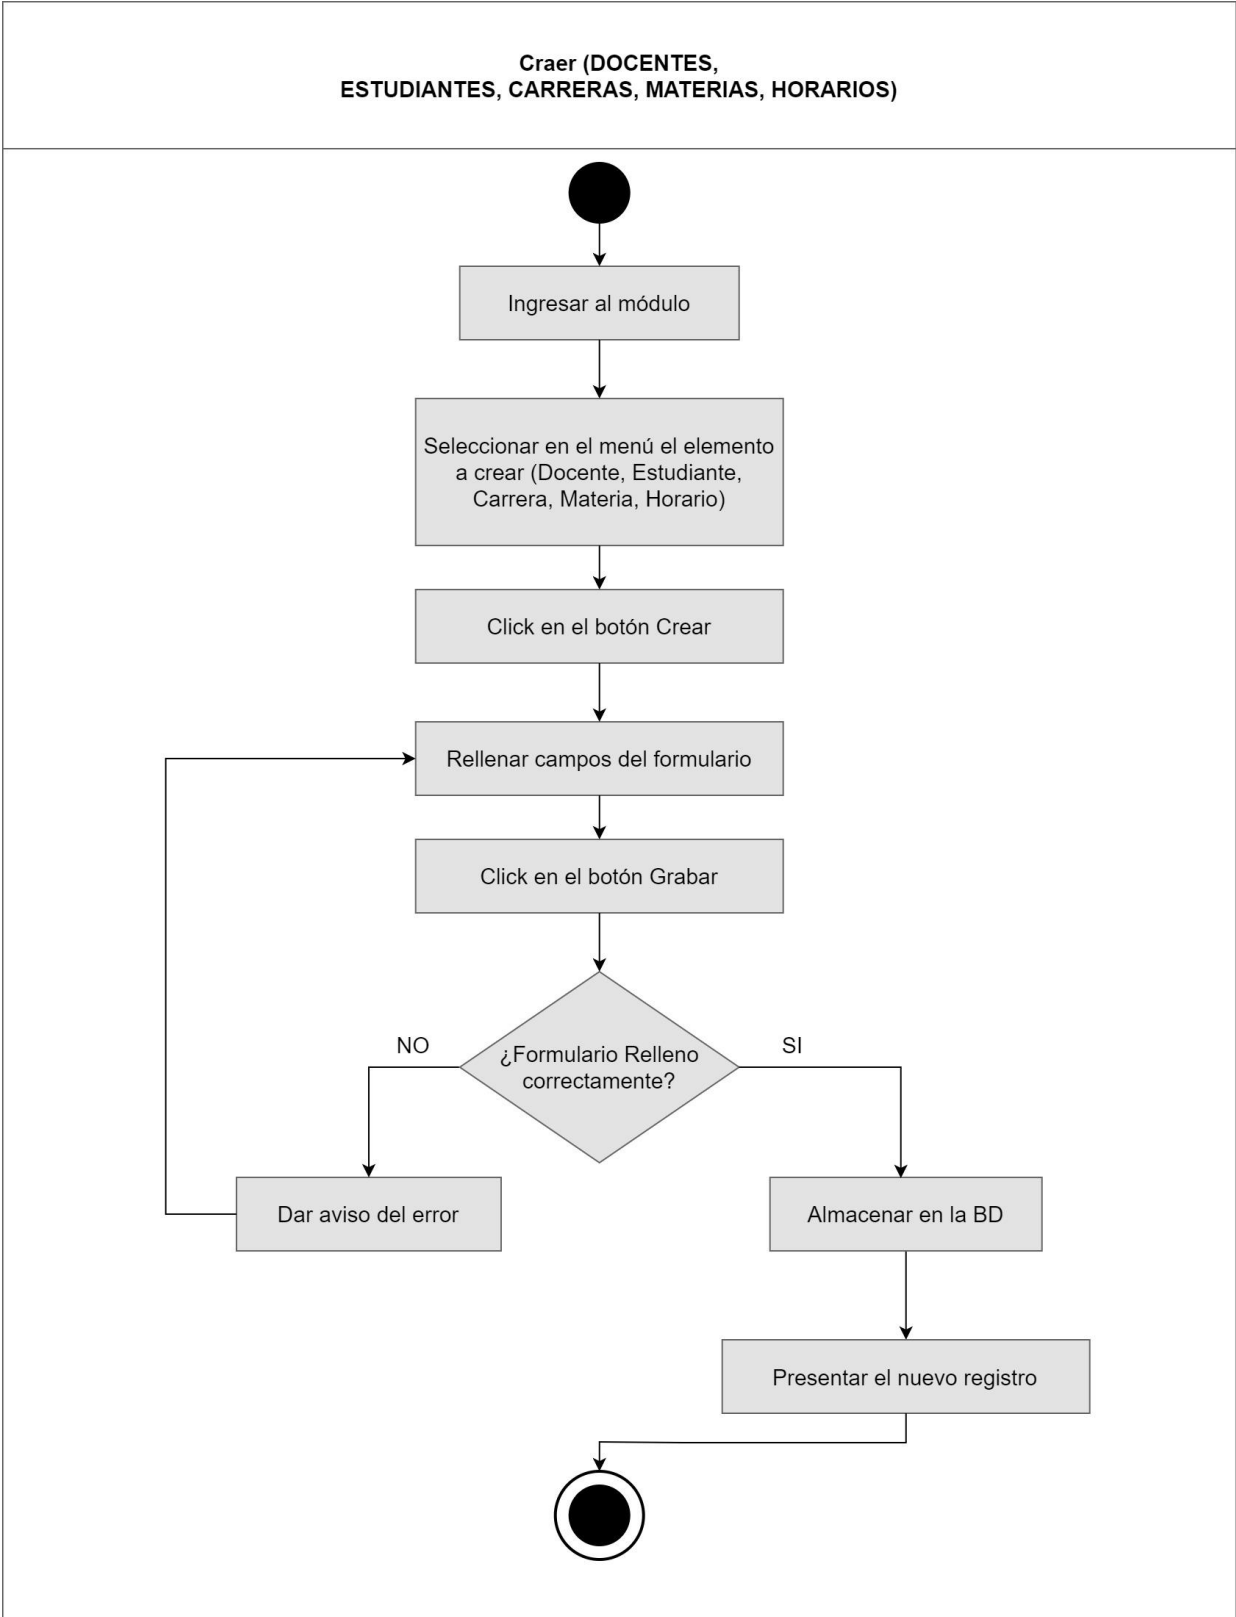 Craer (DOCENTES,
ESTUDIANTES, CARRERAS, MATERIAS, HORARIOS)
Ingresar al módulo
Seleccionar en el menú el elemento
a crear (Docente, Estudiante,
Carrera, Materia, Horario)
Click en el botón Crear
Rellenar campos del formulario
Click en el botón Grabar
¿Formulario Relleno
correctamente?
NO
SI
Dar aviso del error
Almacenar en la BD
Presentar el nuevo registro